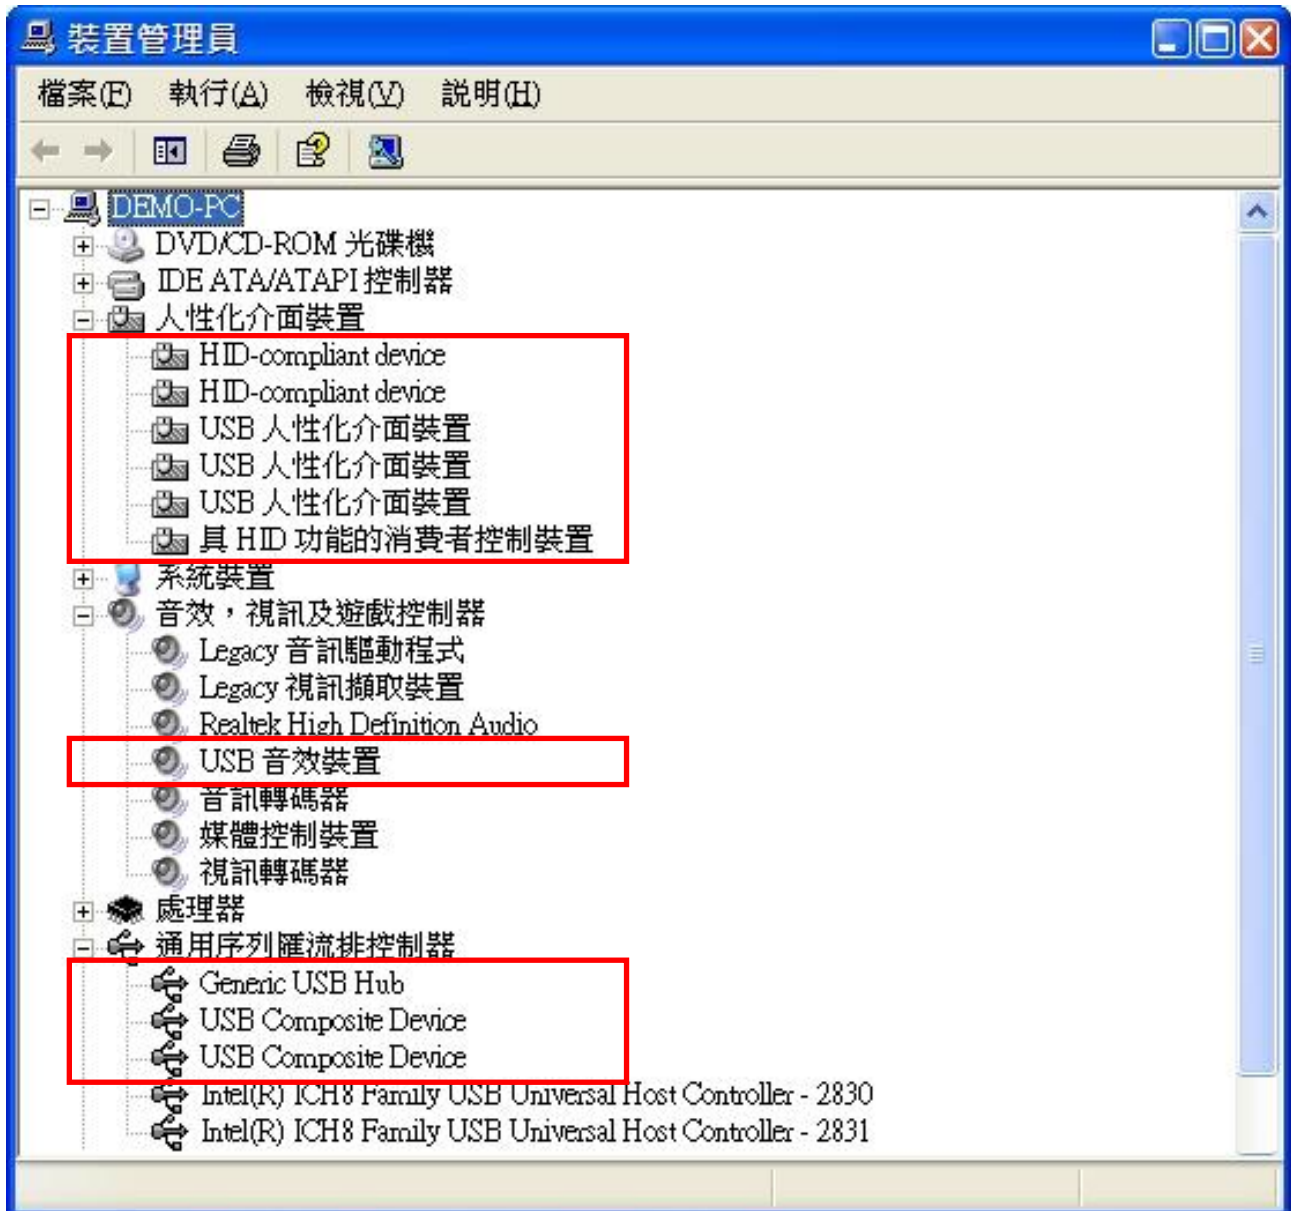 裝置管理員
檔案(F) 執行(A) 檢視(V) 説明(H)
DEMO-PC
DVD/CD-ROM 光碟機
IDE ATA/ATAPI 控制器
人性化介面裝置
HID-compliant device
HID-compliant device
USB 人性化介面裝置
USB 人性化介面裝置
USB 人性化介面裝置
具 HID 功能的消費者控制裝置
系統裝置
音效，視訊及遊戲控制器
Legacy 音訊驅動程式
Legacy 視訊擷取裝置
Realtek High Definition Audio
USB 音效裝置
音訊轉碼器
媒體控制裝置
視訊轉碼器
處理器
通用序列匯流排控制器
Generic USB Hub
USB Composite Device
USB Composite Device
Intel(R) ICH8 Family USB Universal Host Controller - 2830
Intel(R) ICH8 Family USB Universal Host Controller - 2831